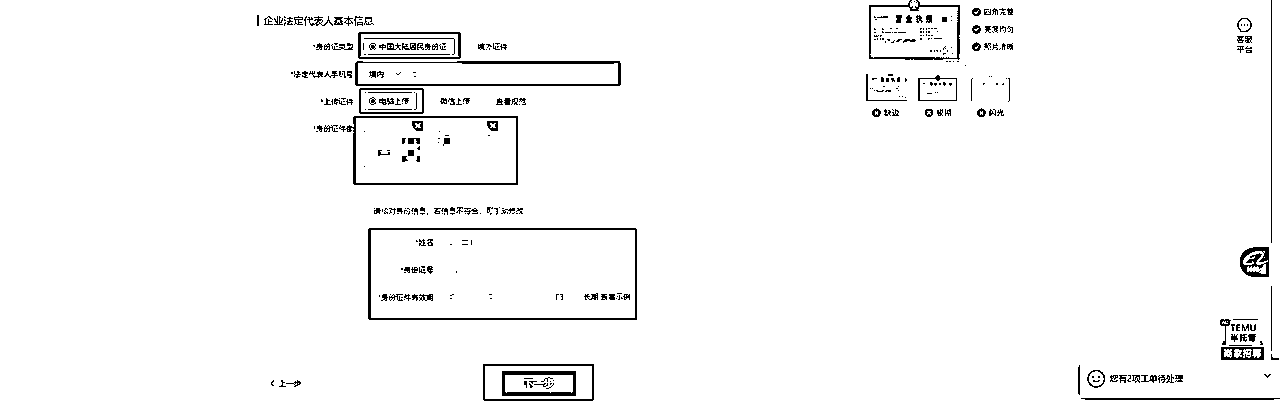 企业法定代表人基本信息
*身份证类型 中国大陆居民身份证 境外证件
*法定代表人手机号 境内
*上传证件 电脑上传 微信上传 查看规范
*身份证件像
请核对身份信息，若信息不符合，可手动修改
*姓名
*身份证号
*身份证件有效期 长期 查看示例
上一步
下一步
营业执照
四角完整
亮度均匀
照片清晰
缺边
模糊
闪光
客服
平台
TEMU
半托管
商家招募
您有2项工单待处理